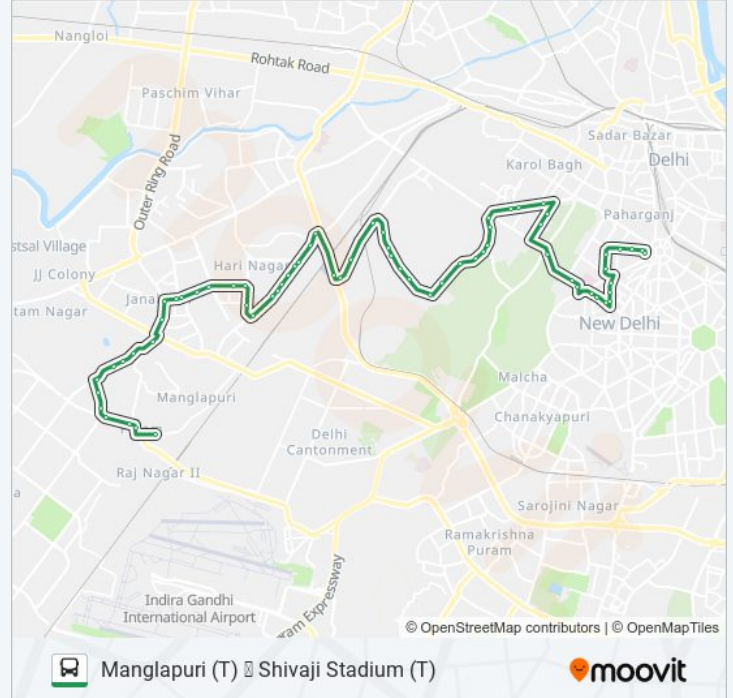 Nangloi
Rohtak Road
Paschim Vihar
Sadar Bazar
Karol Bagh
Delhi
Outer Ring Road
Paharganj
stsal Village
Hari Nagar
JJ Colony
Jana
tam Nagar
New Delhi
Malcha
Manglapuri
Chanakyapuri
Delhi
Cantonment
Raj Nagar II
a
Sarojini Nagar
Ramakrishna
Puram
Indira Gandhi
International Airport
ram Expressway
© OpenStreetMap contributors | © OpenMapTiles
Manglapuri (T) Shivaji Stadium (T)
moovit